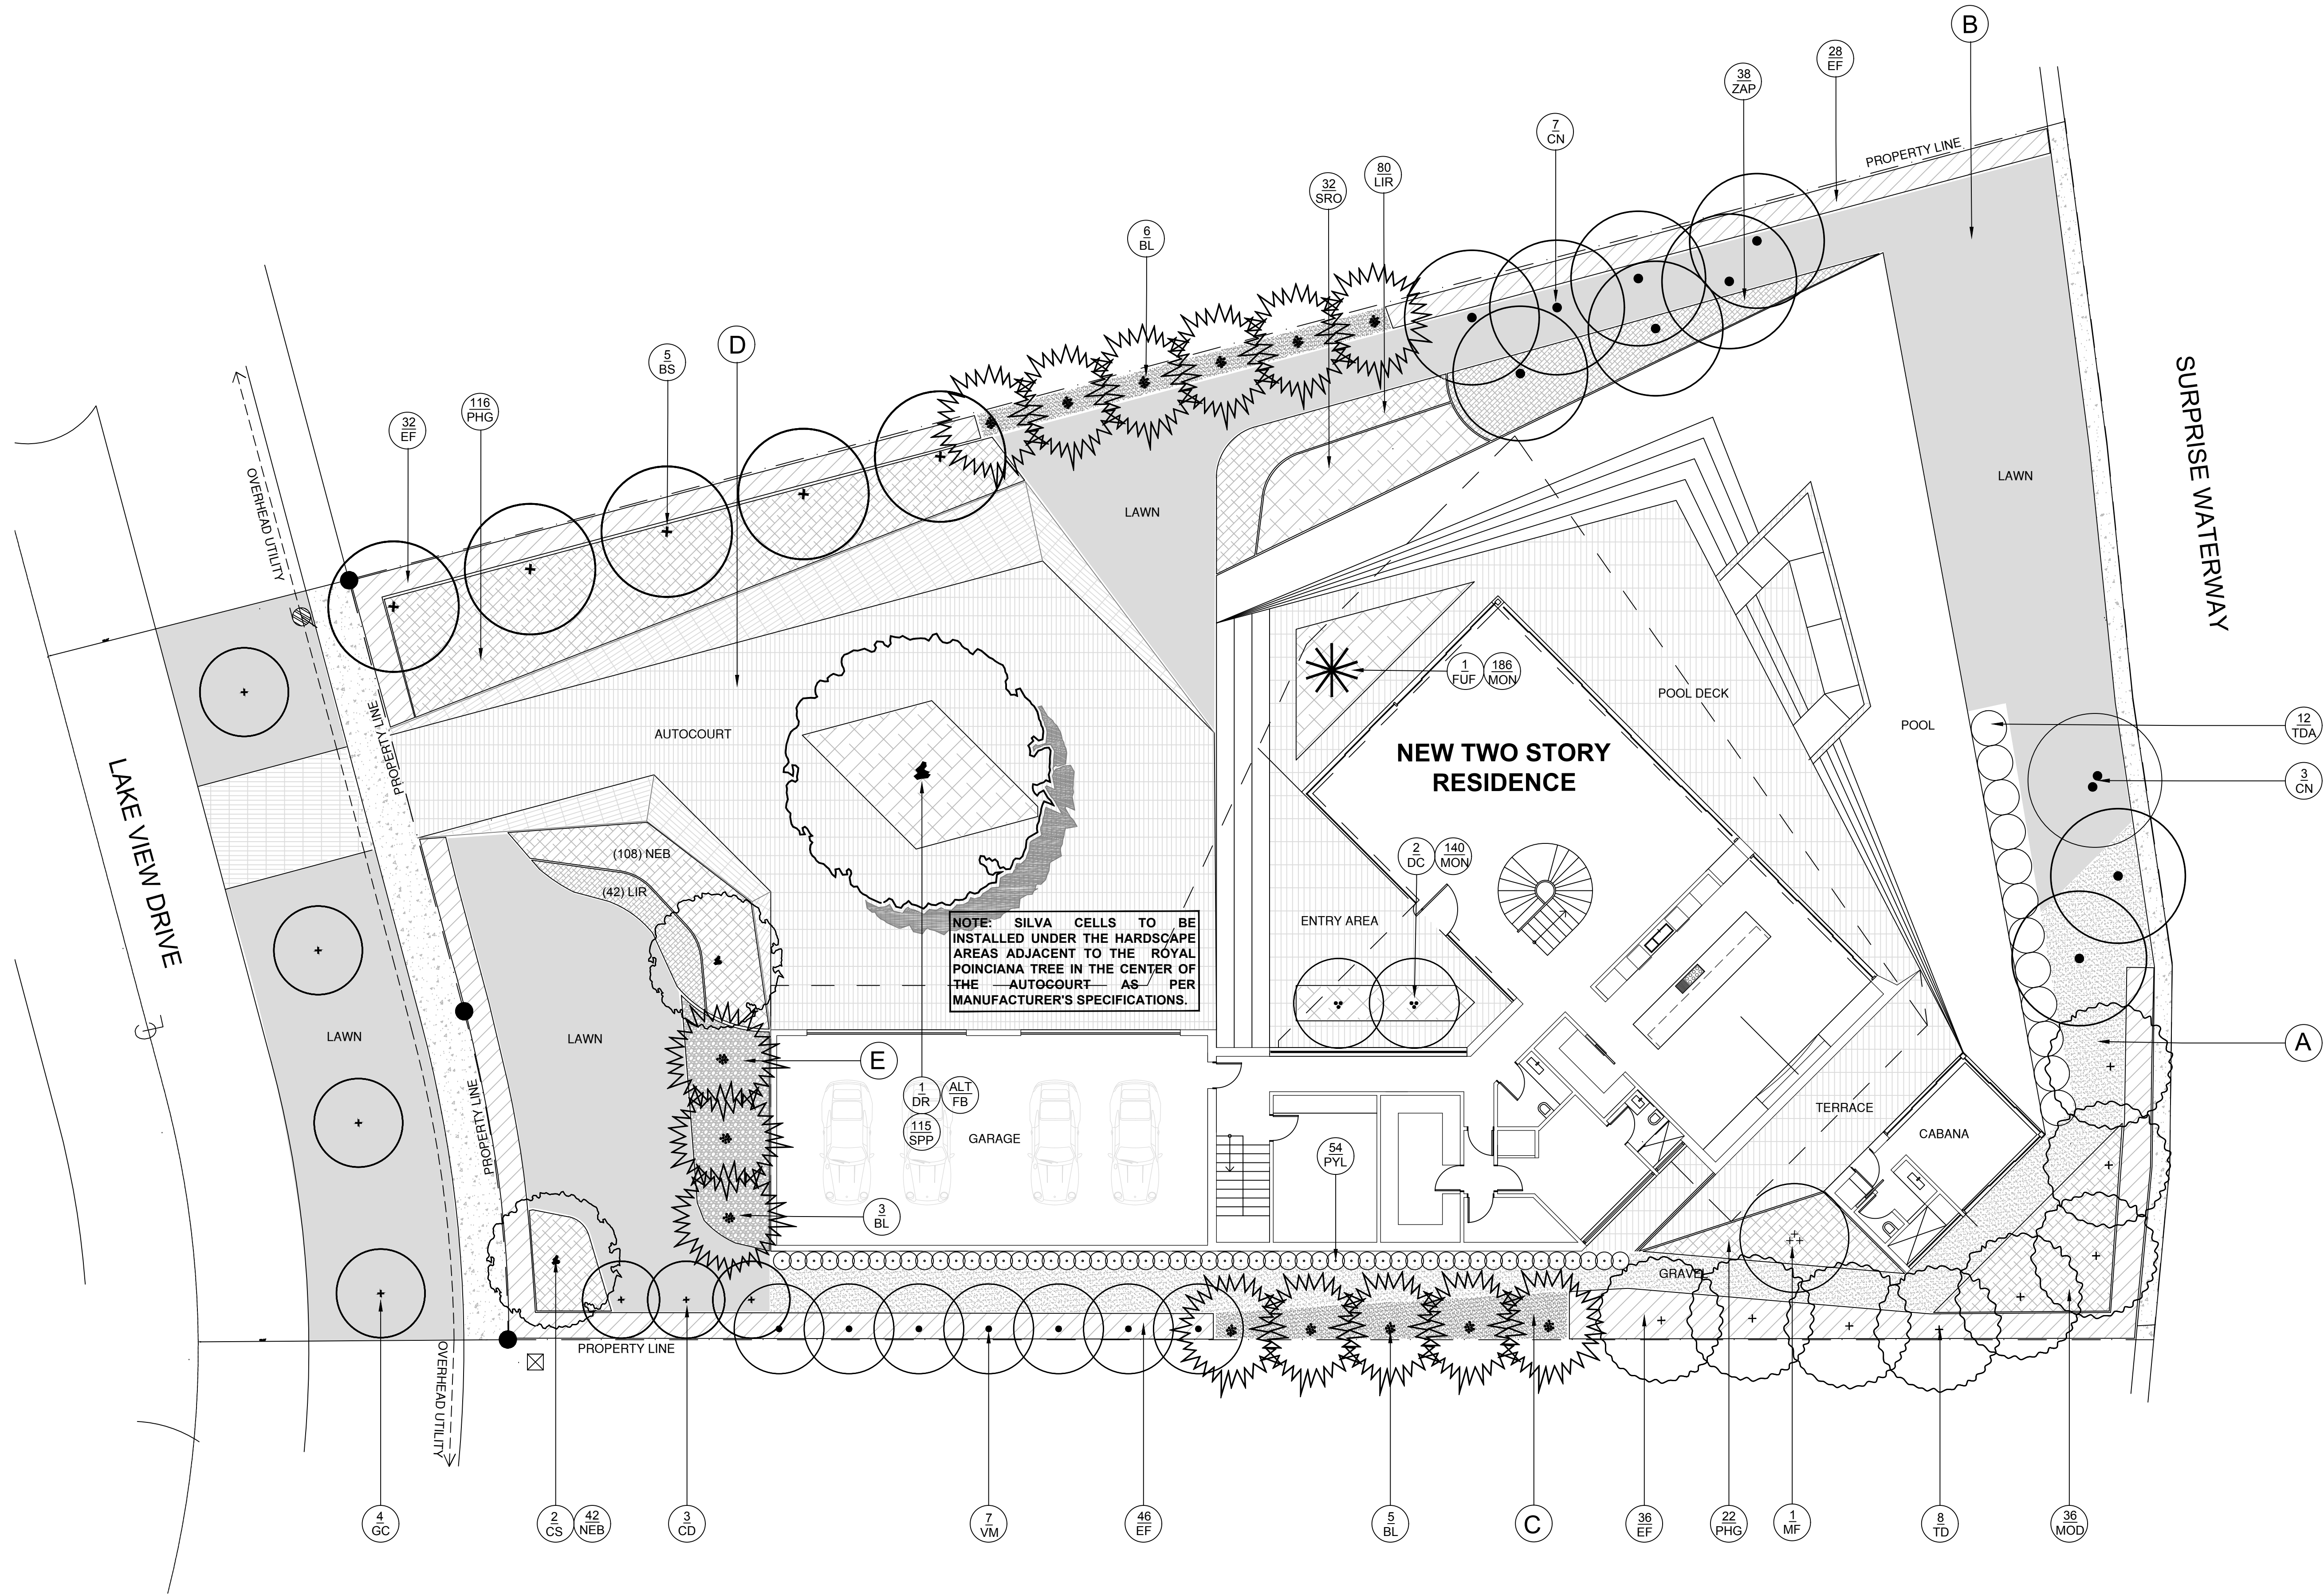 B
28
EF
38
ZAP
7
CN
PROPERTY LINE
80
LIR
32
SRO
6
BL
D
5
BS
116
PHG
32
EF
SURPRISE WATERWAY
LAWN
OVERHEAD UTILITY
LAWN
1
FUF
186
MON
POOL DECK
POOL
12
TDA
PROPERTY LINE
AUTOCOURT
NEW TWO STORY
RESIDENCE
3
CN
LAKE VIEW DRIVE
(108) NEB
(42) LIR
2
DC
140
MON
ENTRY AREA
NOTE: SILVA CELLS TO BE
INSTALLED UNDER THE HARDSCAPE
AREAS ADJACENT TO THE ROYAL
POINCIANA TREE IN THE CENTER OF
THE AUTOCOURT AS PER
MANUFACTURER'S SPECIFICATIONS.
LAWN
LAWN
E
A
1
DR
ALT
FB
115
SPP
GARAGE
TERRACE
CABANA
PROPERTY LINE
54
PYL
3
BL
GRAVEL
OVERHEAD UTILITY
PROPERTY LINE
4
GC
2
CS
42
NEB
3
CD
7
VM
46
EF
5
BL
C
36
EF
22
PHG
1
MF
8
TD
36
MOD